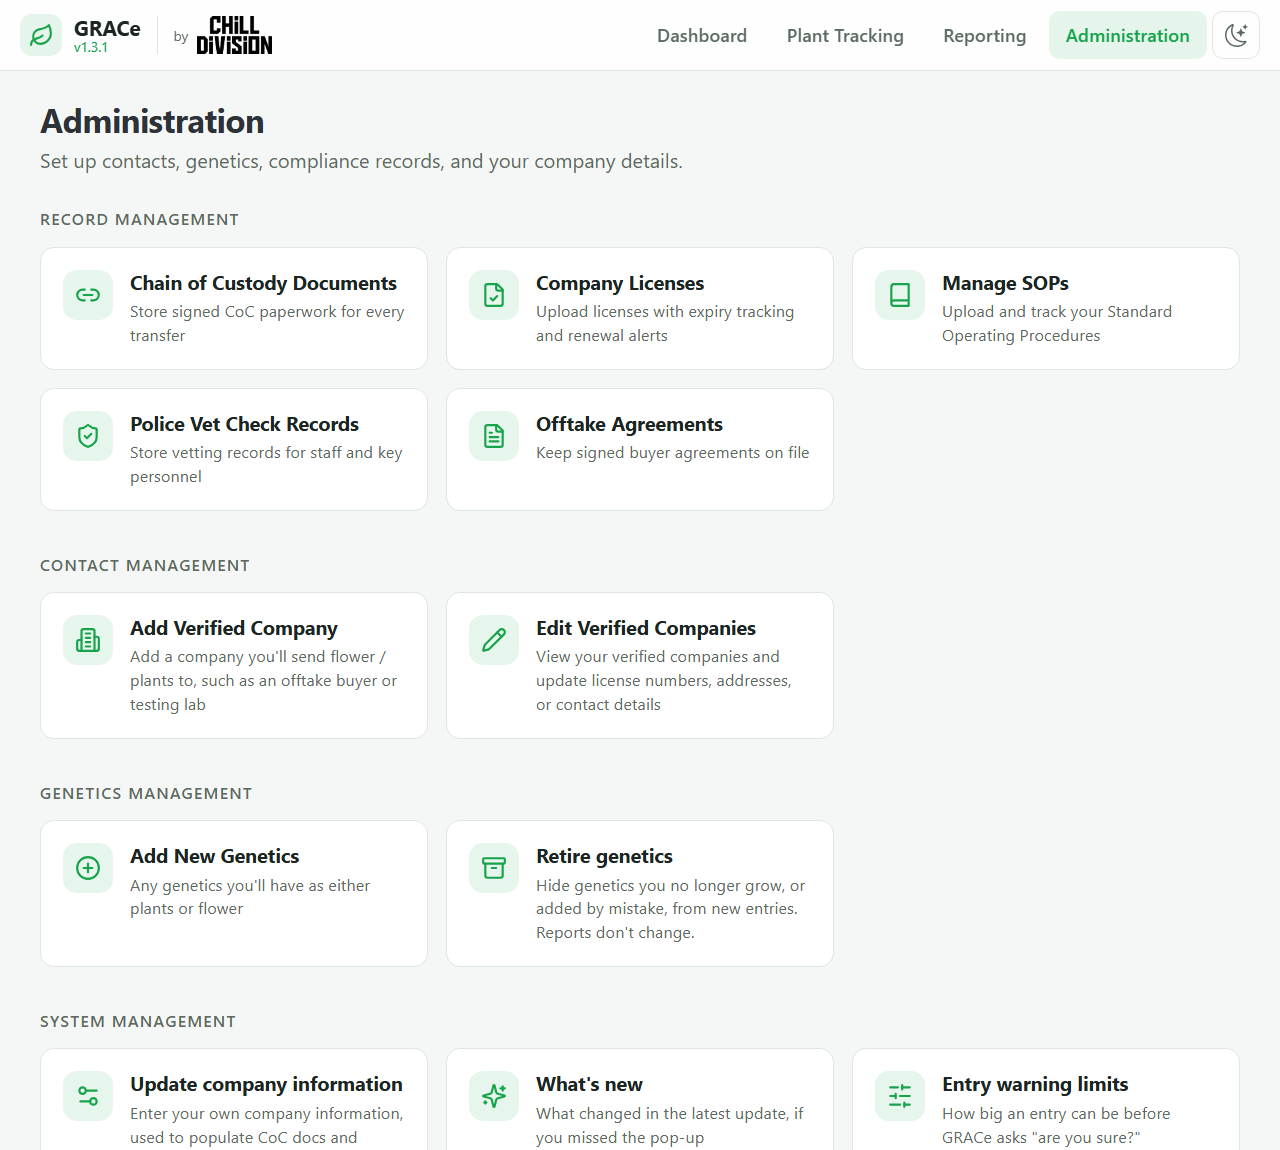 GRACe
v1.3.1
by
CHILL DIVISION
Dashboard
Plant Tracking
Reporting
Administration
Administration
Set up contacts, genetics, compliance records, and your company details.
RECORD MANAGEMENT
Chain of Custody Documents
Store signed CoC paperwork for every
transfer
Company Licenses
Upload licenses with expiry tracking
and renewal alerts
Manage SOPs
Upload and track your Standard
Operating Procedures
Police Vet Check Records
Store vetting records for staff and key
personnel
Offtake Agreements
Keep signed buyer agreements on file
CONTACT MANAGEMENT
Add Verified Company
Add a company you'll send flower /
plants to, such as an offtake buyer or
testing lab
Edit Verified Companies
View your verified companies and
update license numbers, addresses,
or contact details
GENETICS MANAGEMENT
Add New Genetics
Any genetics you'll have as either
plants or flower
Retire genetics
Hide genetics you no longer grow, or
added by mistake, from new entries.
Reports don't change.
SYSTEM MANAGEMENT
Update company information
Enter your own company information,
used to populate CoC docs and
What's new
What changed in the latest update, if
you missed the pop-up
Entry warning limits
How big an entry can be before
GRACe asks "are you sure?"